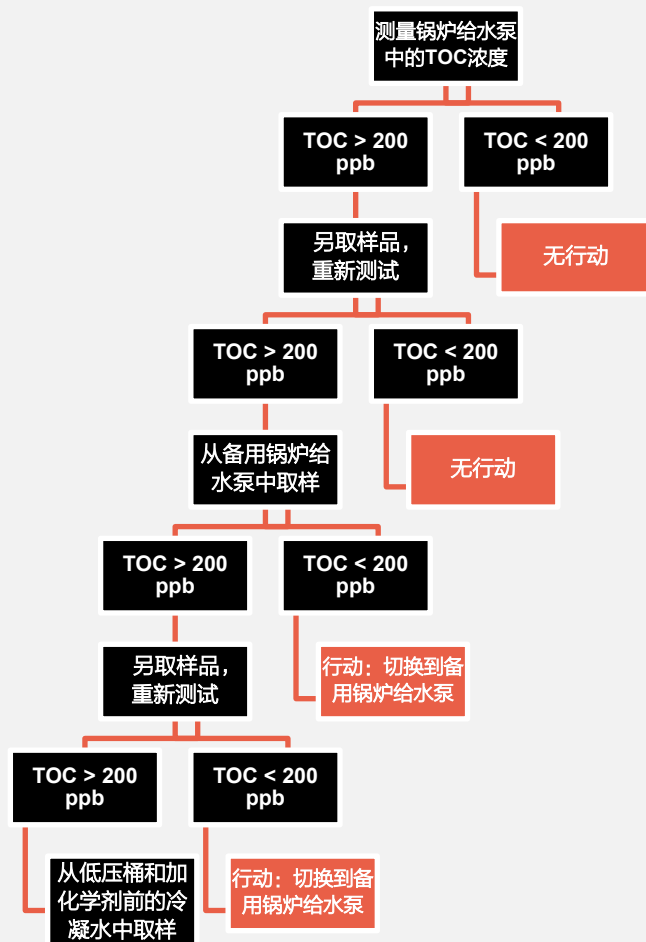 测量锅炉给水泵
中的TOC浓度
TOC > 200
ppb
TOC < 200
ppb
另取样品，
重新测试
无行动
TOC > 200
ppb
TOC < 200
ppb
从备用锅炉给
水泵中取样
无行动
TOC > 200
ppb
TOC < 200
ppb
另取样品，
重新测试
行动：切换到备
用锅炉给水泵
TOC > 200
ppb
TOC < 200
ppb
从低压桶和加
化学剂前的冷
凝水中取样
行动：切换到备
用锅炉给水泵